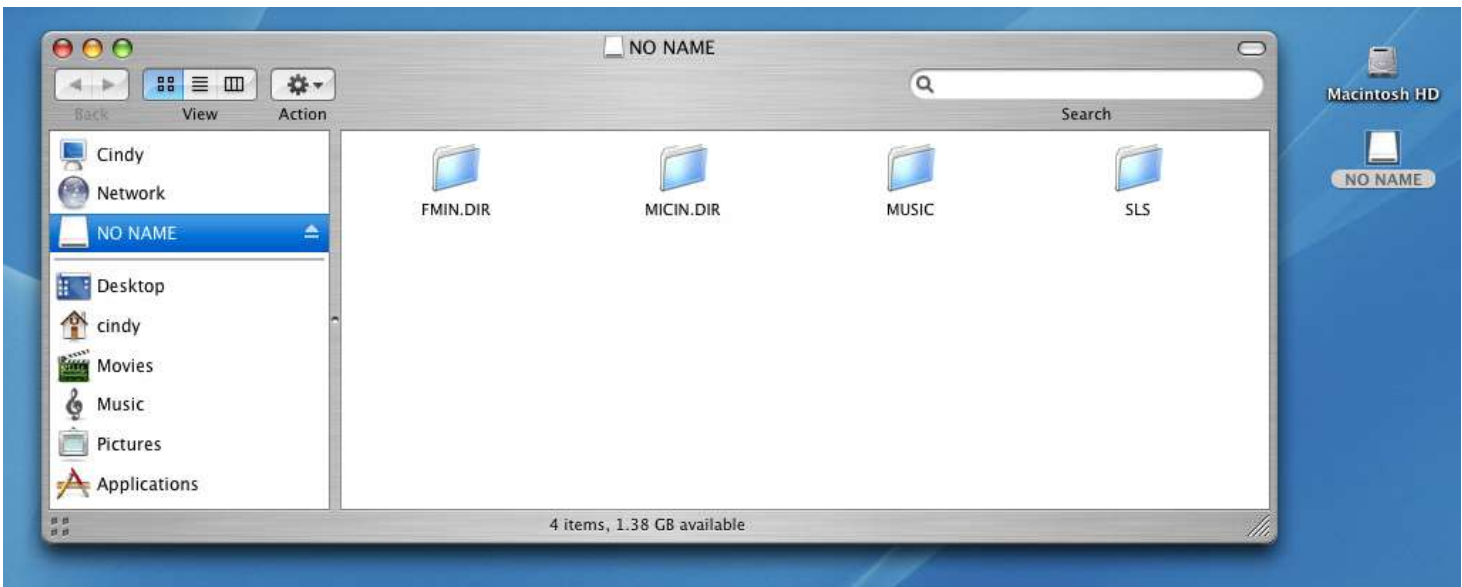 NO NAME
Back View Action Search
Cindy
Network
NO NAME
Desktop
cindy
Movies
Music
Pictures
Applications
FMIN.DIR MICIN.DIR MUSIC SLS
4 items, 1.38 GB available
Macintosh HD
NO NAME